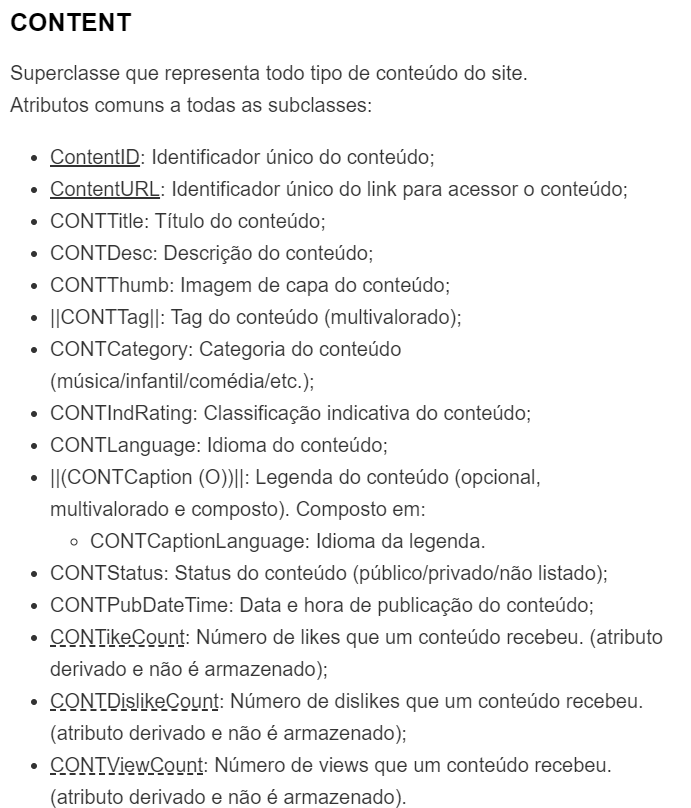 CONTENT
Superclasse que representa todo tipo de conteúdo do site.
Atributos comuns a todas as subclasses:
• ContentID: Identificador único do conteúdo;
• ContentURL: Identificador único do link para acessor o conteúdo;
• CONTTitle: Título do conteúdo;
• CONTDesc: Descrição do conteúdo;
• CONTThumb: Imagem de capa do conteúdo;
• ||CONTTag||: Tag do conteúdo (multivalorado);
• CONTCategory: Categoria do conteúdo
(música/infantil/comédia/etc.);
• CONTIndRating: Classificação indicativa do conteúdo;
• CONTLanguage: Idioma do conteúdo;
• ||(CONTCaption (O))||: Legenda do conteúdo (opcional,
multivalorado e composto). Composto em:
◦ CONTCaptionLanguage: Idioma da legenda.
• CONTStatus: Status do conteúdo (público/privado/não listado);
• CONTPubDateTime: Data e hora de publicação do conteúdo;
• CONTikeCount: Número de likes que um conteúdo recebeu. (atributo
derivado e não é armazenado);
• CONTDislikeCount: Número de dislikes que um conteúdo recebeu.
(atributo derivado e não é armazenado);
• CONTViewCount: Número de views que um conteúdo recebeu.
(atributo derivado e não é armazenado).